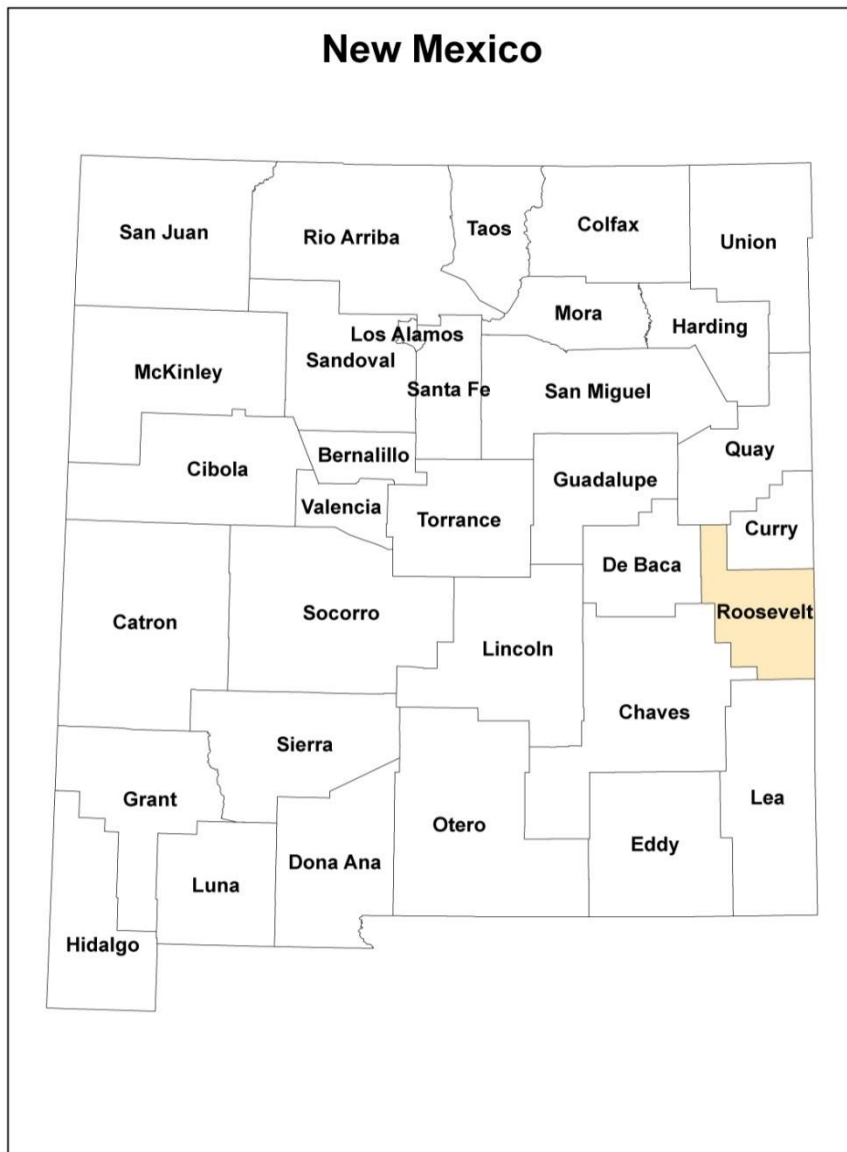 New Mexico
San Juan
Rio Arriba
Taos
Colfax
Union
Mora
Harding
Los Alamos
Sandoval
McKinley
Santa Fe
San Miguel
Quay
Bernalillo
Cibola
Guadalupe
Valencia
Torrance
Curry
De Baca
Roosevelt
Catron
Socorro
Lincoln
Chaves
Sierra
Grant
Lea
Otero
Eddy
Dona Ana
Luna
Hidalgo